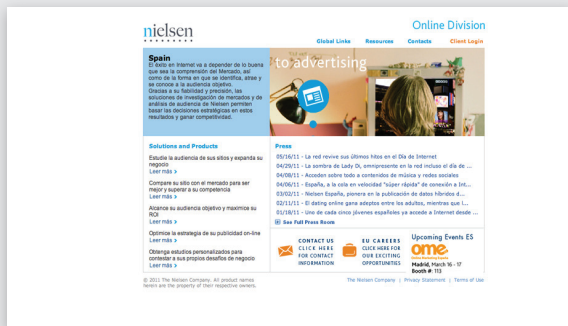 nielsen
Online Division
Global Links Resources Contacts Client Login
Spain
El éxito en Internet va a depender de lo buena
que sea la comprensión del Mercado, así
como de la forma en que se identifica, atrae y
se conoce a la audiencia objetivo.
Gracias a su fiabilidad y precisión, las
soluciones de investigación de mercados y de
análisis de audiencia de Nielsen permiten
basar las decisiones estratégicas en estos
resultados y ganar competitividad.
to advertising
Solutions and Products
Estudie la audiencia de sus sitios y expanda su
negocio
Leer más >
Compare su sitio con el mercado para ser
mejor y superar a su competencia
Leer más >
Alcance su audiencia objetivo y maximice su
ROI
Leer más >
Optimice la estrategia de su publicidad on-line
Leer más >
Obtenga estudios personalizados para
contestar a sus propios desafíos de negocio
Leer más >
Press
05/16/11 - La red revive sus últimos hitos en el Día de Internet
04/29/11 - La sombra de Lady Di, omnipresente en la red incluso el día de ...
04/08/11 - Acceden sobre todo a contenidos de música y redes sociales
04/06/11 - España, a la cola en velocidad "súper rápida" de conexión a Int...
03/02/11 - Nielsen España, pionera en la publicación de datos híbridos d...
02/11/11 - El dating online gana adeptos entre los adultos, mientras que l...
01/18/11 - Uno de cada cinco jóvenes españoles ya accede a Internet desde ...
See Full Press Room
CONTACT US
CLICK HERE
FOR CONTACT
INFORMATION
EU CAREERS
CLICK HERE FOR
OUR EXCITING
OPPORTUNITIES
Upcoming Events ES
ome
Madrid, March 16 - 17
Booth #: 113
© 2011 The Nielsen Company. All product names
herein are the property of their respective owners.
The Nielsen Company | Privacy Statement | Terms of Use